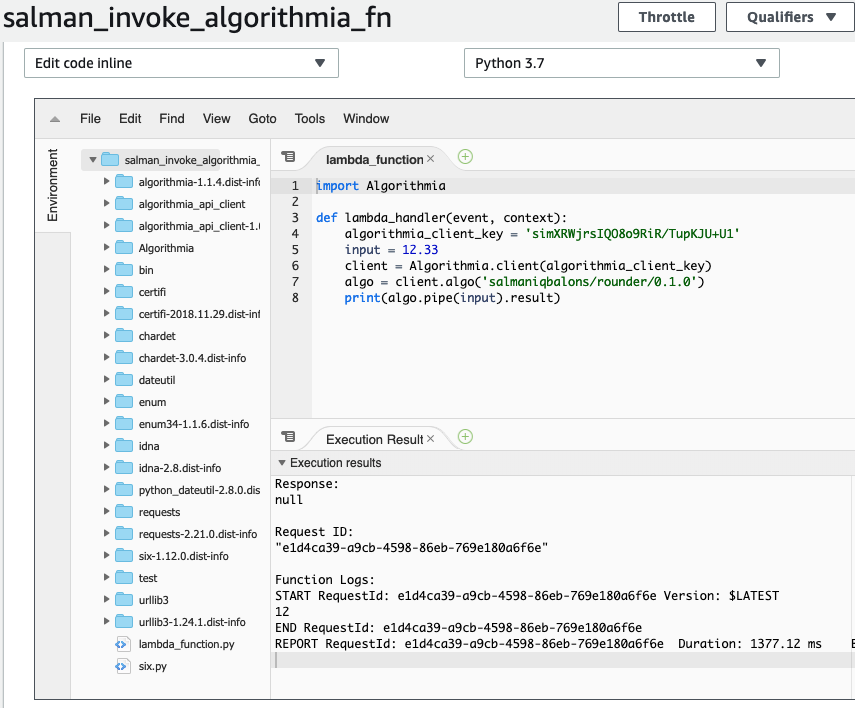 salman_invoke_algorithmia_fn
Throttle
Qualifiers
Edit code inline
Python 3.7
File Edit Find View Goto Tools Window
Environment
salman_invoke_algorithmia_
algorithmia-1.1.4.dist-info
algorithmia_api_client
algorithmia_api_client-1.0
Algorithmia
bin
certifi
certifi-2018.11.29.dist-inf
chardet
chardet-3.0.4.dist-info
dateutil
enum
enum34-1.1.6.dist-info
idna
idna-2.8.dist-info
python_dateutil-2.8.0.dis
requests
requests-2.21.0.dist-info
six-1.12.0.dist-info
test
urllib3
urllib3-1.24.1.dist-info
lambda_function.py
six.py
lambda_function
1 import Algorithmia
2
3 def lambda_handler(event, context):
4 algorithmia_client_key = 'simXRWjrsIQO8o9RiR/TupKJU+U1'
5 input = 12.33
6 client = Algorithmia.client(algorithmia_client_key)
7 algo = client.algo('salmaniqbalons/rounder/0.1.0')
8 print(algo.pipe(input).result)
Execution Result
Execution results
Response:
null
Request ID:
"e1d4ca39-a9cb-4598-86eb-769e180a6f6e"
Function Logs:
START RequestId: e1d4ca39-a9cb-4598-86eb-769e180a6f6e Version: $LATEST
12
END RequestId: e1d4ca39-a9cb-4598-86eb-769e180a6f6e
REPORT RequestId: e1d4ca39-a9cb-4598-86eb-769e180a6f6e Duration: 1377.12 ms